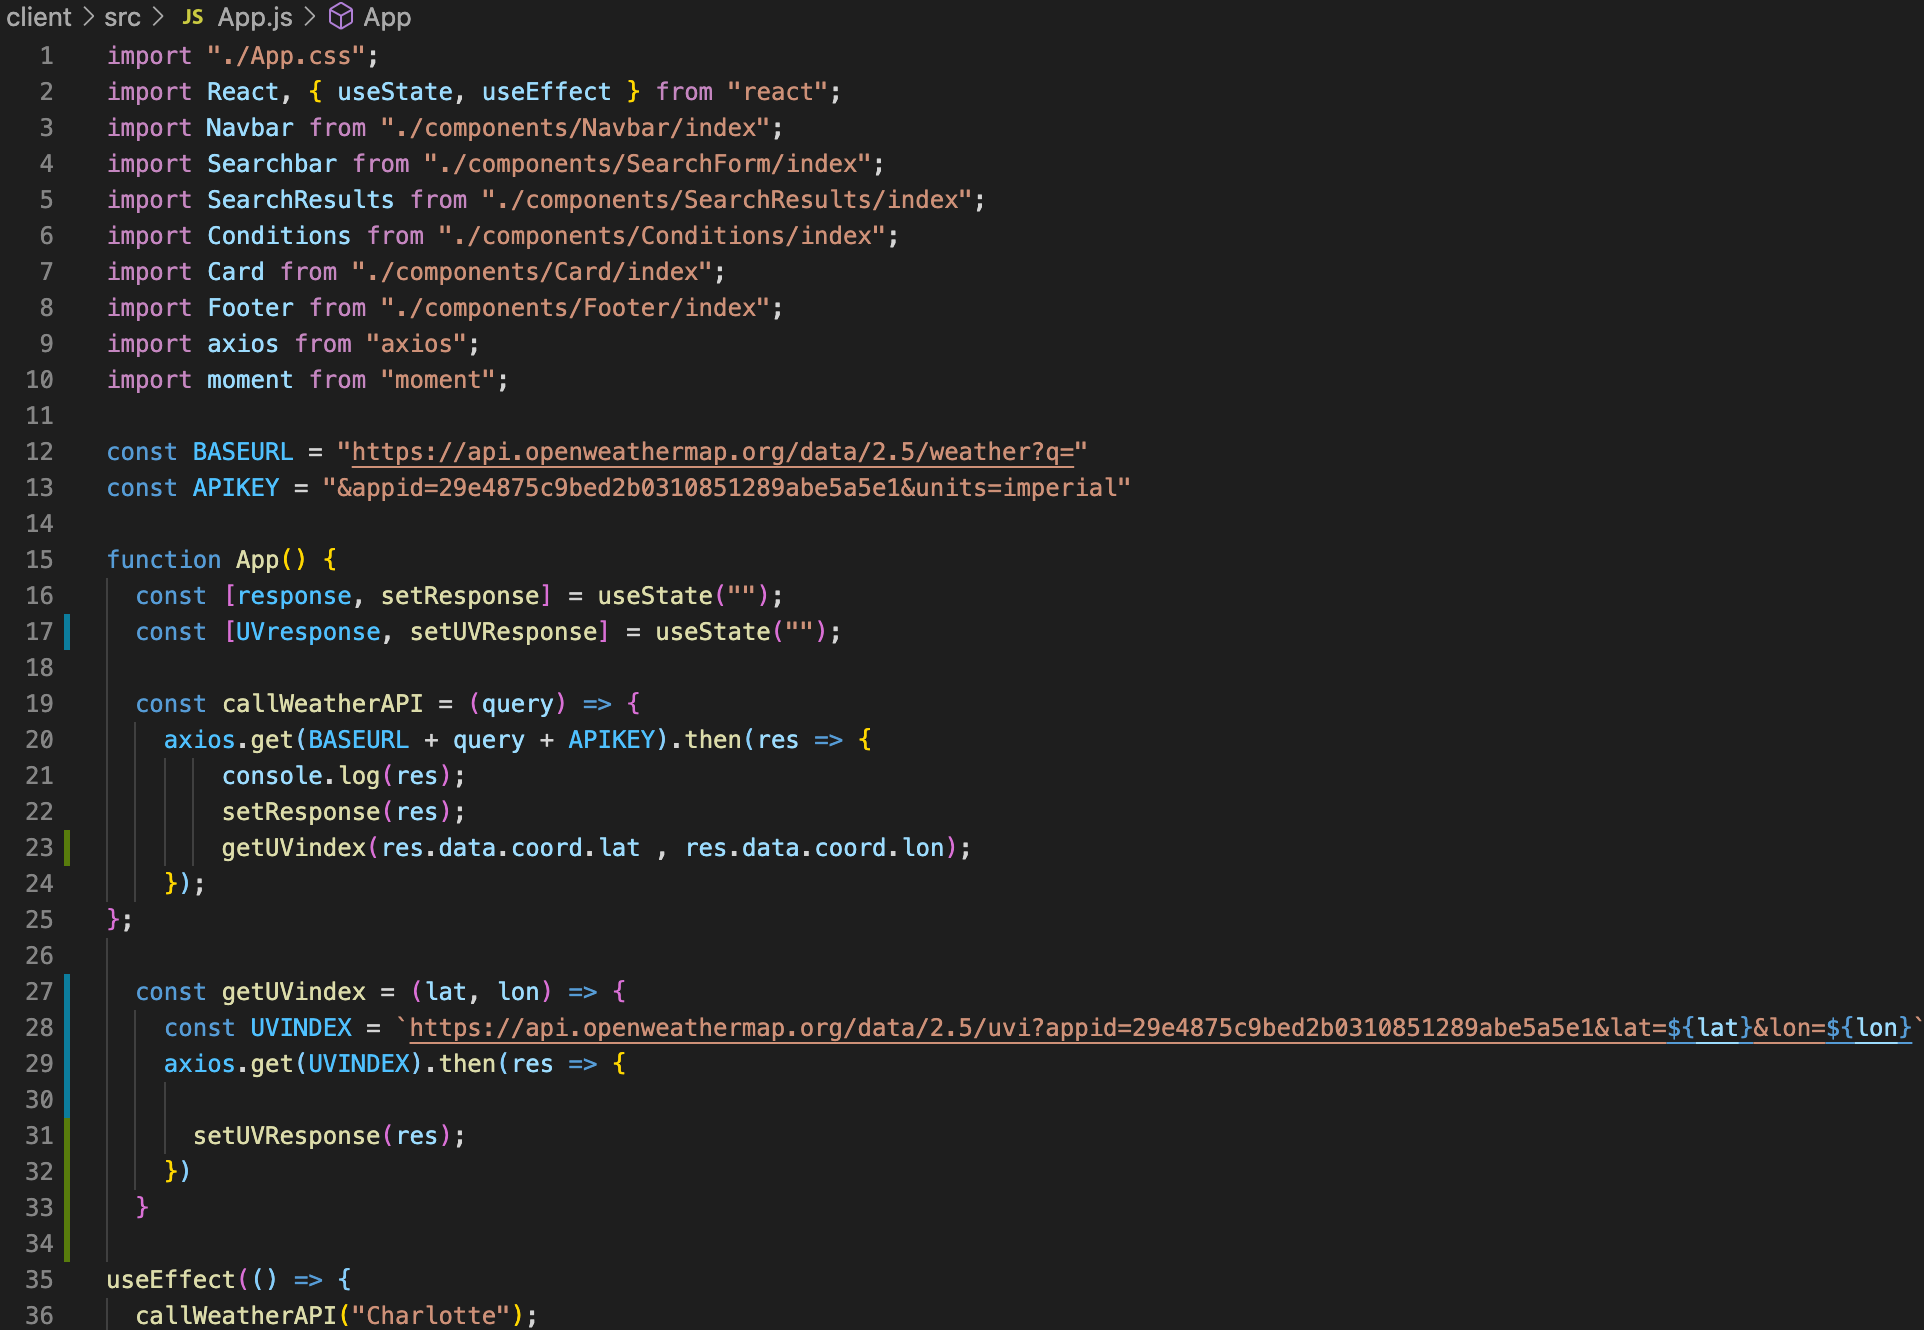 client > src > JS App.js > App
1 import "./App.css";
2 import React, { useState, useEffect } from "react";
3 import Navbar from "./components/Navbar/index";
4 import Searchbar from "./components/SearchForm/index";
5 import SearchResults from "./components/SearchResults/index";
6 import Conditions from "./components/Conditions/index";
7 import Card from "./components/Card/index";
8 import Footer from "./components/Footer/index";
9 import axios from "axios";
10 import moment from "moment";
11
12 const BASEURL = "https://api.openweathermap.org/data/2.5/weather?q="
13 const APIKEY = "&appid=29e4875c9bed2b0310851289abe5a5e1&units=imperial"
14
15 function App() {
16   const [response, setResponse] = useState("");
17   const [UVresponse, setUVResponse] = useState("");
18
19   const callWeatherAPI = (query) => {
20     axios.get(BASEURL + query + APIKEY).then(res => {
21         console.log(res);
22         setResponse(res);
23         getUVindex(res.data.coord.lat , res.data.coord.lon);
24     });
25 };
26
27   const getUVindex = (lat, lon) => {
28     const UVINDEX = `https://api.openweathermap.org/data/2.5/uvi?appid=29e4875c9bed2b0310851289abe5a5e1&lat=${lat}&lon=${lon}`
29     axios.get(UVINDEX).then(res => {
30
31       setUVResponse(res);
32     })
33   }
34
35 useEffect(() => {
36   callWeatherAPI("Charlotte");